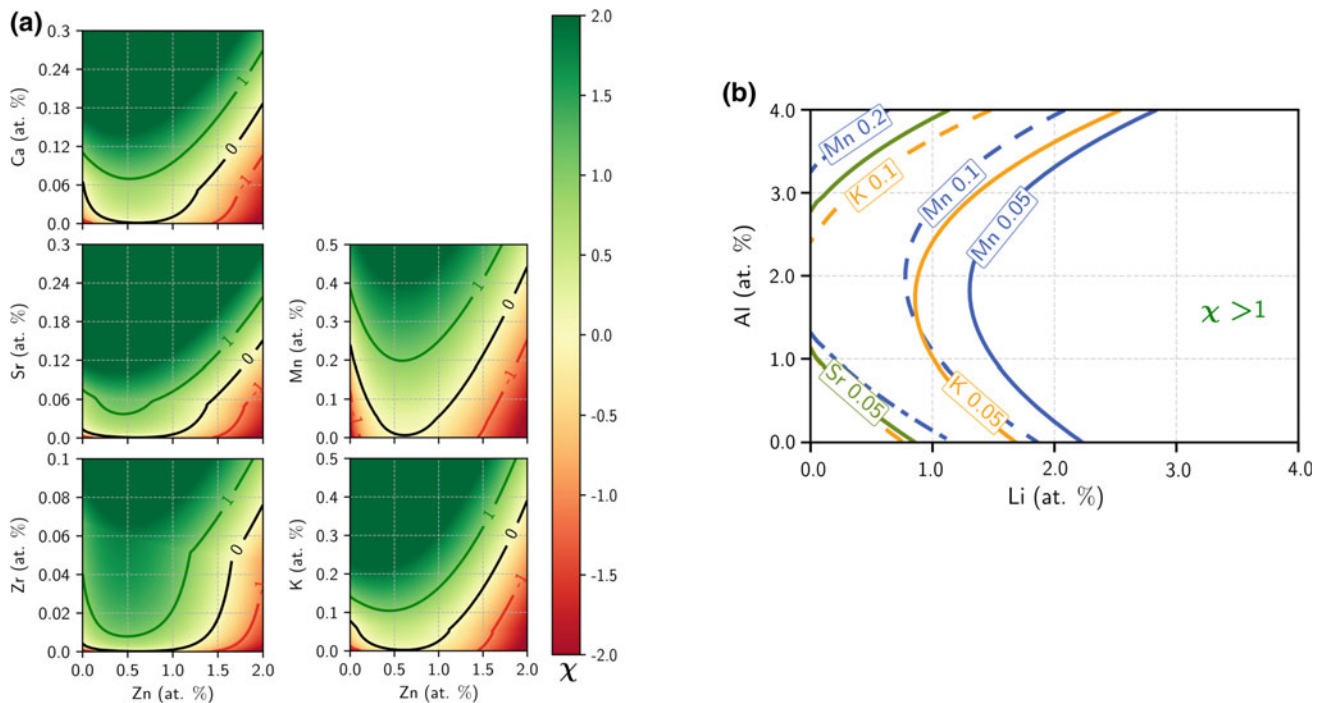 (a)
0.3
0.24
0.18
0.12
0.06
0.0
Ca (at. %)
1
0
-1
0.3
0.24
0.18
0.12
0.06
0.0
Sr (at. %)
1
0
-1
0.5
0.4
0.3
0.2
0.1
0.0
Mn (at. %)
1
0
-1
-1
0.1
0.08
0.06
0.04
0.02
0.0
Zr (at. %)
1
0
-1
0.0 0.5 1.0 1.5 2.0
Zn (at. %)
0.5
0.4
0.3
0.2
0.1
0.0
K (at. %)
1
0
-1
0.0 0.5 1.0 1.5 2.0
Zn (at. %)
2.0
1.5
1.0
0.5
0.0
-0.5
-1.0
-1.5
-2.0
χ
(b)
4.0
3.0
2.0
1.0
0.0
Al (at. %)
Mn 0.2
K 0.1
Mn 0.1
Mn 0.05
Sr 0.05
K 0.05
χ >1
0.0 1.0 2.0 3.0 4.0
Li (at. %)